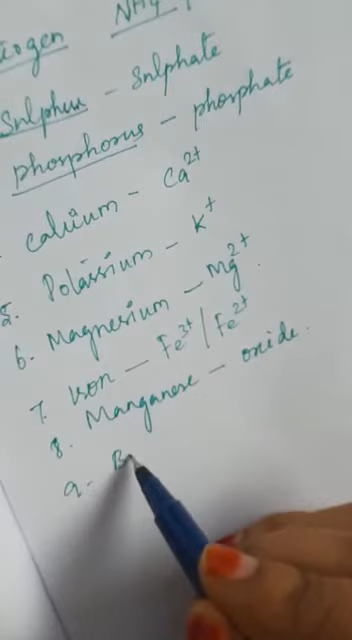 NH4
Sulphur - Sulphate
phosphorus - phosphate
calcium - Ca2+
5. Potassium - K+
6. Magnesium - Mg2+
7. Iron - Fe3+ / Fe2+
8. Manganese - oxide.
9. B